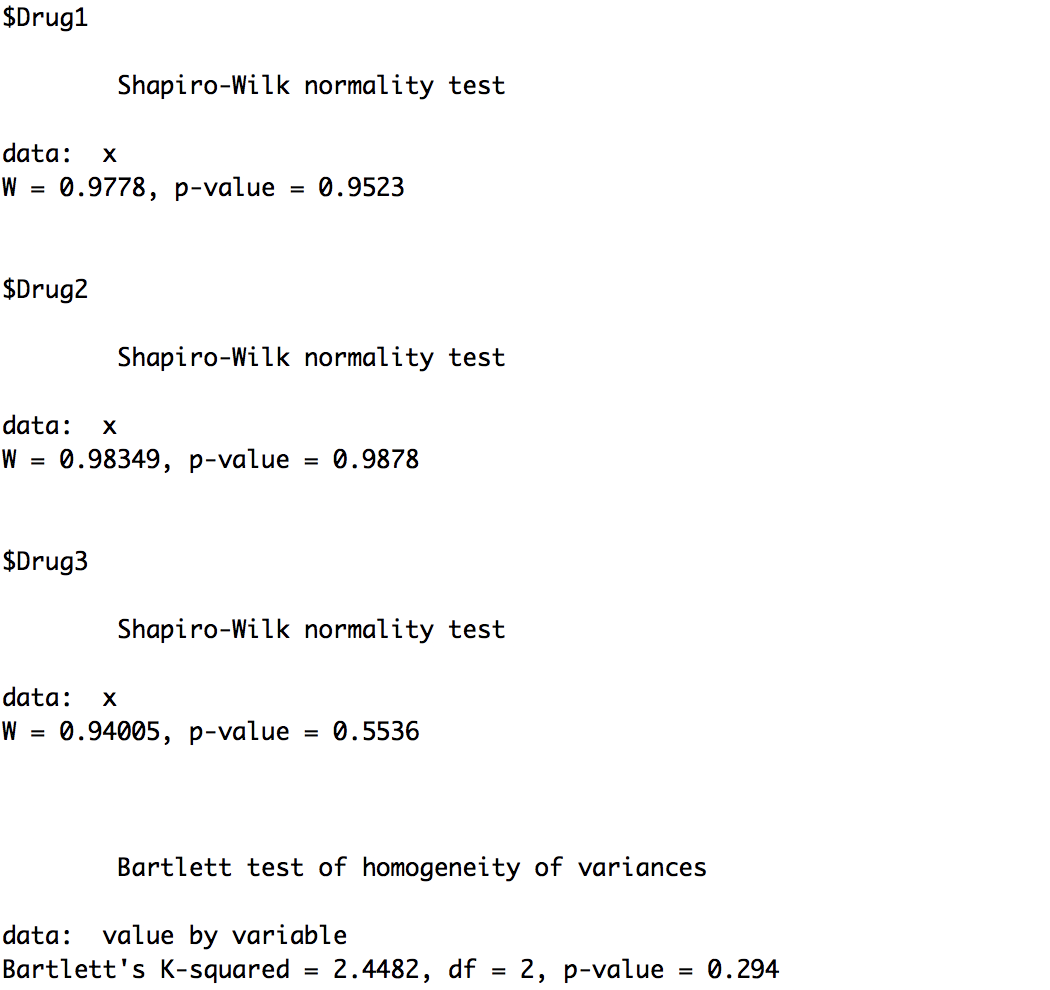 $Drug1
Shapiro-Wilk normality test
data:  x
W = 0.9778, p-value = 0.9523
$Drug2
Shapiro-Wilk normality test
data:  x
W = 0.98349, p-value = 0.9878
$Drug3
Shapiro-Wilk normality test
data:  x
W = 0.94005, p-value = 0.5536
Bartlett test of homogeneity of variances
data:  value by variable
Bartlett's K-squared = 2.4482, df = 2, p-value = 0.294